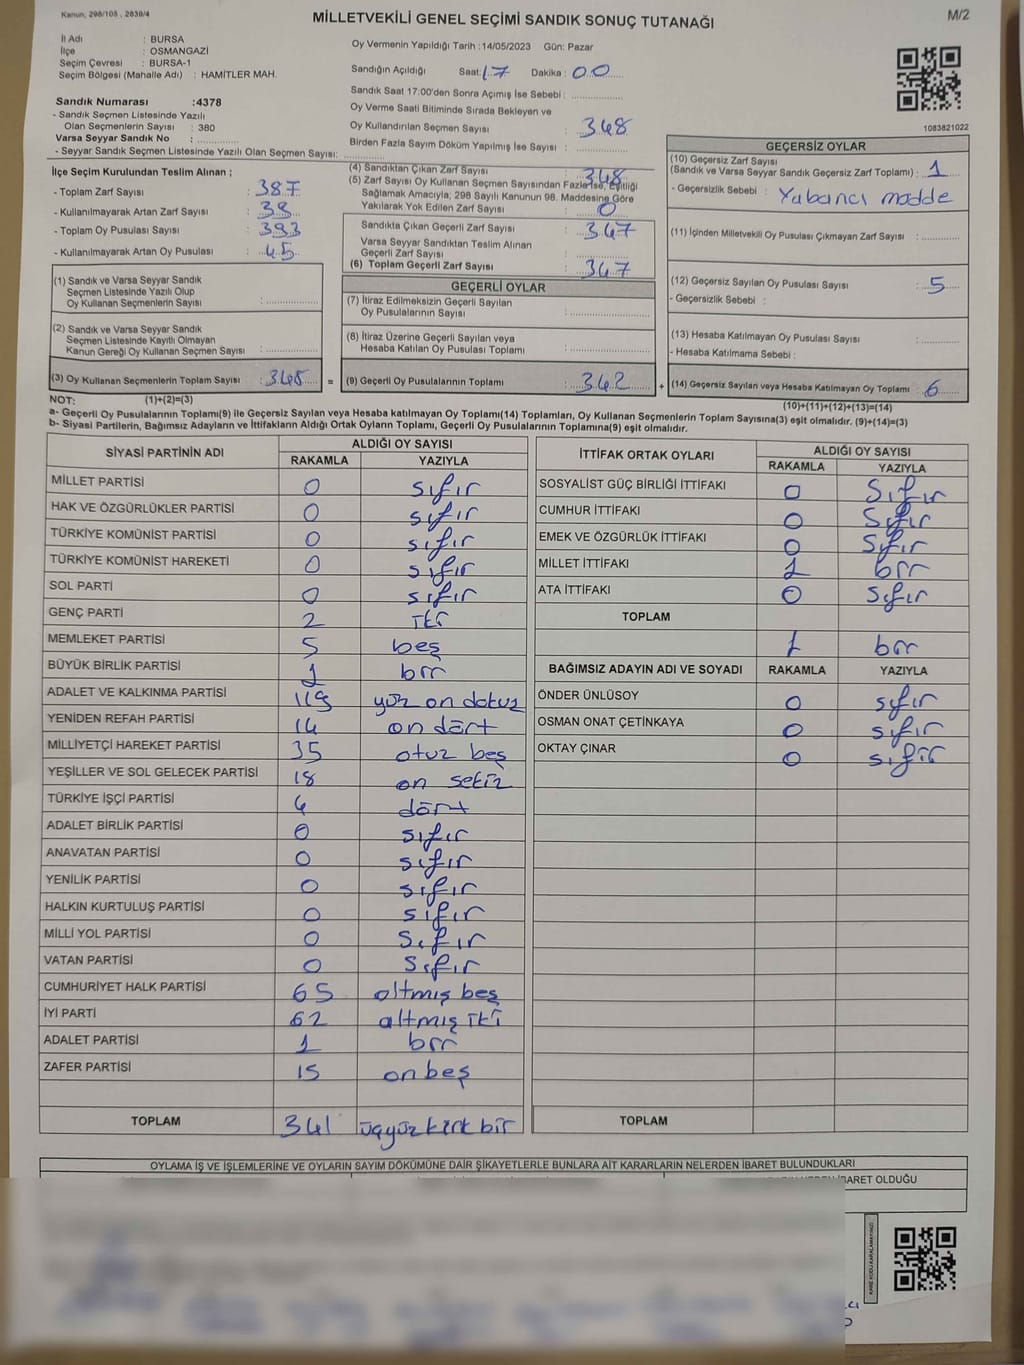 Kanun, 298/105 , 2839/4
M/2
MİLLETVEKİLİ GENEL SEÇİMİ SANDIK SONUÇ TUTANAĞI
İl Adı : BURSA
İlçe : OSMANGAZİ
Seçim Çevresi : BURSA-1
Seçim Bölgesi (Mahalle Adı) : HAMİTLER MAH.
Sandık Numarası :4378
- Sandık Seçmen Listesinde Yazılı
Olan Seçmenlerin Sayısı : 380
Varsa Seyyar Sandık No :
- Seyyar Sandık Seçmen Listesinde Yazılı Olan Seçmen Sayısı:
Oy Vermenin Yapıldığı Tarih :14/05/2023 Gün: Pazar
Sandığın Açıldığı Saat: 17 Dakika : 00
Sandık Saat 17:00'den Sonra Açımış İse Sebebi :
Oy Verme Saati Bitiminde Sırada Bekleyen ve
Oy Kullandırılan Seçmen Sayısı : 348
Birden Fazla Sayım Döküm Yapılmış İse Sayısı :
1083821022
İlçe Seçim Kurulundan Teslim Alınan ;
- Toplam Zarf Sayısı : 387
- Kullanılmayarak Artan Zarf Sayısı : 39
- Toplam Oy Pusulası Sayısı : 393
- Kullanılmayarak Artan Oy Pusulası : 45
(4) Sandıktan Çıkan Zarf Sayısı : 348
(5) Zarf Sayısı Oy Kullanan Seçmen Sayısından Fazla İse, Eşitliği
Sağlamak Amacıyla, 298 Sayılı Kanunun 98. Maddesine Göre
Yakılarak Yok Edilen Zarf Sayısı : 0
Sandıkta Çıkan Geçerli Zarf Sayısı : 347
Varsa Seyyar Sandıktan Teslim Alınan
Geçerli Zarf Sayısı :
(6) Toplam Geçerli Zarf Sayısı : 347
GEÇERSİZ OYLAR
(10) Geçersiz Zarf Sayısı
(Sandık ve Varsa Seyyar Sandık Geçersiz Zarf Toplamı) : 1
- Geçersizlik Sebebi : Yabancı madde
(11) İçinden Milletvekili Oy Pusulası Çıkmayan Zarf Sayısı :
(12) Geçersiz Sayılan Oy Pusulası Sayısı : 5
- Geçersizlik Sebebi :
(13) Hesaba Katılmayan Oy Pusulası Sayısı :
- Hesaba Katılmama Sebebi :
(1) Sandık ve Varsa Seyyar Sandık
Seçmen Listesinde Yazılı Olup
Oy Kullanan Seçmenlerin Sayısı :
(2) Sandık ve Varsa Seyyar Sandık
Seçmen Listesinde Kayıtlı Olmayan
Kanun Gereği Oy Kullanan Seçmen Sayısı :
GEÇERLİ OYLAR
(7) İtiraz Edilmeksizin Geçerli Sayılan
Oy Pusulalarının Sayısı :
(8) İtiraz Üzerine Geçerli Sayılan veya
Hesaba Katılan Oy Pusulası Toplamı :
(3) Oy Kullanan Seçmenlerin Toplam Sayısı : 348 = (9) Geçerli Oy Pusulalarının Toplamı : 342 + (14) Geçersiz Sayılan veya Hesaba Katılmayan Oy Toplamı : 6
NOT: (1)+(2)=(3) (10)+(11)+(12)+(13)=(14)
a- Geçerli Oy Pusulalarının Toplamı(9) ile Geçersiz Sayılan veya Hesaba katılmayan Oy Toplamı(14) Toplamları, Oy Kullanan Seçmenlerin Toplam Sayısına(3) eşit olmalıdır. (9)+(14)=(3)
b- Siyasi Partilerin, Bağımsız Adayların ve İttifakların Aldığı Ortak Oyların Toplamı, Geçerli Oy Pusulalarının Toplamına(9) eşit olmalıdır.
SİYASİ PARTİNİN ADI ALDIĞI OY SAYISI
RAKAMLA YAZIYLA
MİLLET PARTİSİ 0 sıfır
HAK VE ÖZGÜRLÜKLER PARTİSİ 0 sıfır
TÜRKİYE KOMÜNİST PARTİSİ 0 sıfır
TÜRKİYE KOMÜNİST HAREKETİ 0 sıfır
SOL PARTİ 0 sıfır
GENÇ PARTİ 2 iki
MEMLEKET PARTİSİ 5 beş
BÜYÜK BİRLİK PARTİSİ 1 bir
ADALET VE KALKINMA PARTİSİ 119 yüz on dokuz
YENİDEN REFAH PARTİSİ 14 on dört
MİLLİYETÇİ HAREKET PARTİSİ 35 otuz beş
YEŞİLLER VE SOL GELECEK PARTİSİ 18 on sekiz
TÜRKİYE İŞÇİ PARTİSİ 4 dört
ADALET BİRLİK PARTİSİ 0 sıfır
ANAVATAN PARTİSİ 0 sıfır
YENİLİK PARTİSİ 0 sıfır
HALKIN KURTULUŞ PARTİSİ 0 sıfır
MİLLİ YOL PARTİSİ 0 sıfır
VATAN PARTİSİ 0 sıfır
CUMHURİYET HALK PARTİSİ 65 altmış beş
İYİ PARTİ 62 altmış iki
ADALET PARTİSİ 1 bir
ZAFER PARTİSİ 15 onbeş
TOPLAM 341 üçyüzkırkbir
İTTİFAK ORTAK OYLARI ALDIĞI OY SAYISI
RAKAMLA YAZIYLA
SOSYALİST GÜÇ BİRLİĞİ İTTİFAKI 0 Sıfır
CUMHUR İTTİFAKI 0 Sıfır
EMEK VE ÖZGÜRLÜK İTTİFAKI 0 Sıfır
MİLLET İTTİFAKI 1 bir
ATA İTTİFAKI 0 sıfır
TOPLAM 1 bir
BAĞIMSIZ ADAYIN ADI VE SOYADI RAKAMLA YAZIYLA
ÖNDER ÜNLÜSOY 0 sıfır
OSMAN ONAT ÇETİNKAYA 0 sıfır
OKTAY ÇINAR 0 sıfır
TOPLAM
OYLAMA İŞ VE İŞLEMLERİNE VE OYLARIN SAYIM DÖKÜMÜNE DAİR ŞİKAYETLERLE BUNLARA AİT KARARLARIN NELERDEN İBARET BULUNDUKLARI
İBARET OLDUĞU